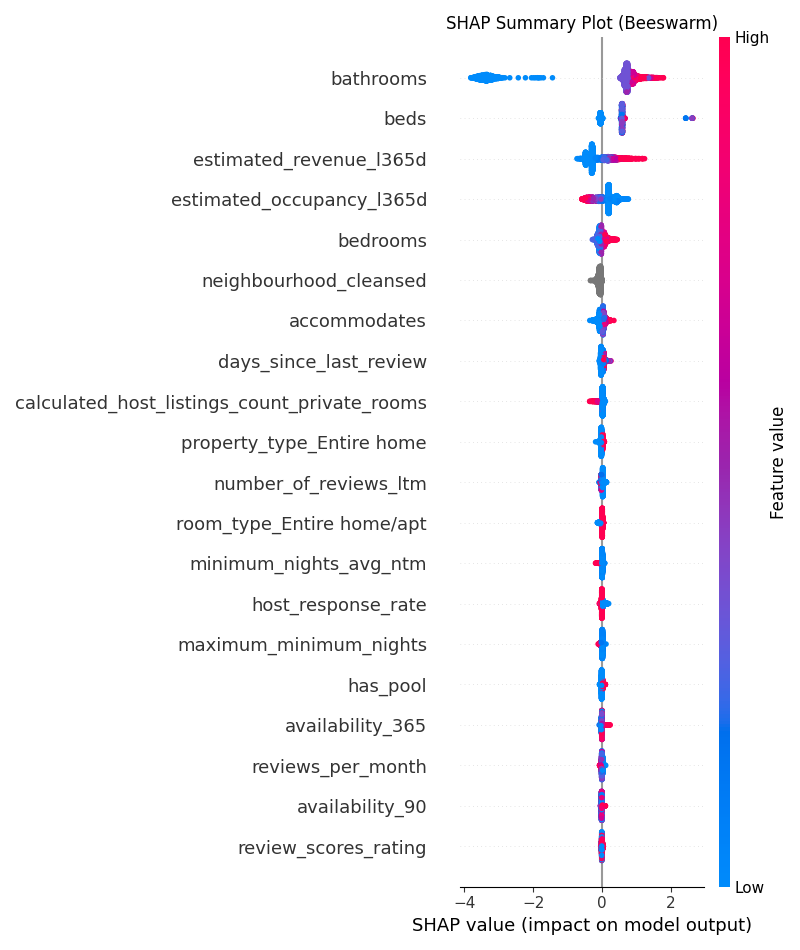 SHAP Summary Plot (Beeswarm)
High
bathrooms
beds
estimated_revenue_l365d
estimated_occupancy_l365d
bedrooms
neighbourhood_cleansed
accommodates
days_since_last_review
calculated_host_listings_count_private_rooms
property_type_Entire home
number_of_reviews_ltm
room_type_Entire home/apt
minimum_nights_avg_ntm
host_response_rate
maximum_minimum_nights
has_pool
availability_365
reviews_per_month
availability_90
review_scores_rating
Feature value
Low
−4 −2 0 2
SHAP value (impact on model output)